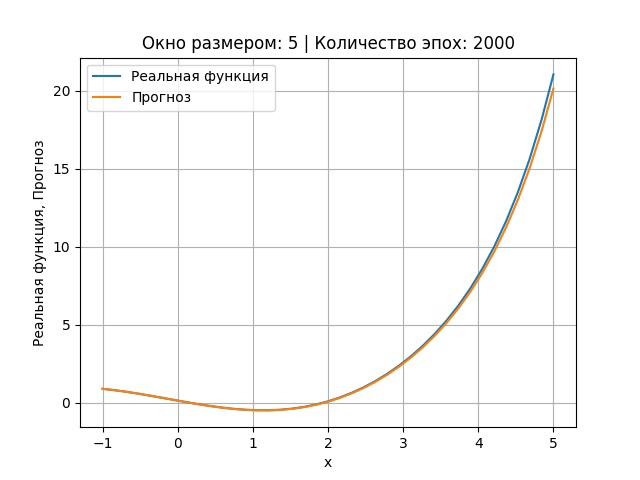 Окно размером: 5 | Количество эпох: 2000
Реальная функция
Прогноз
Реальная функция, Прогноз
20
15
10
5
0
−1 0 1 2 3 4 5
x